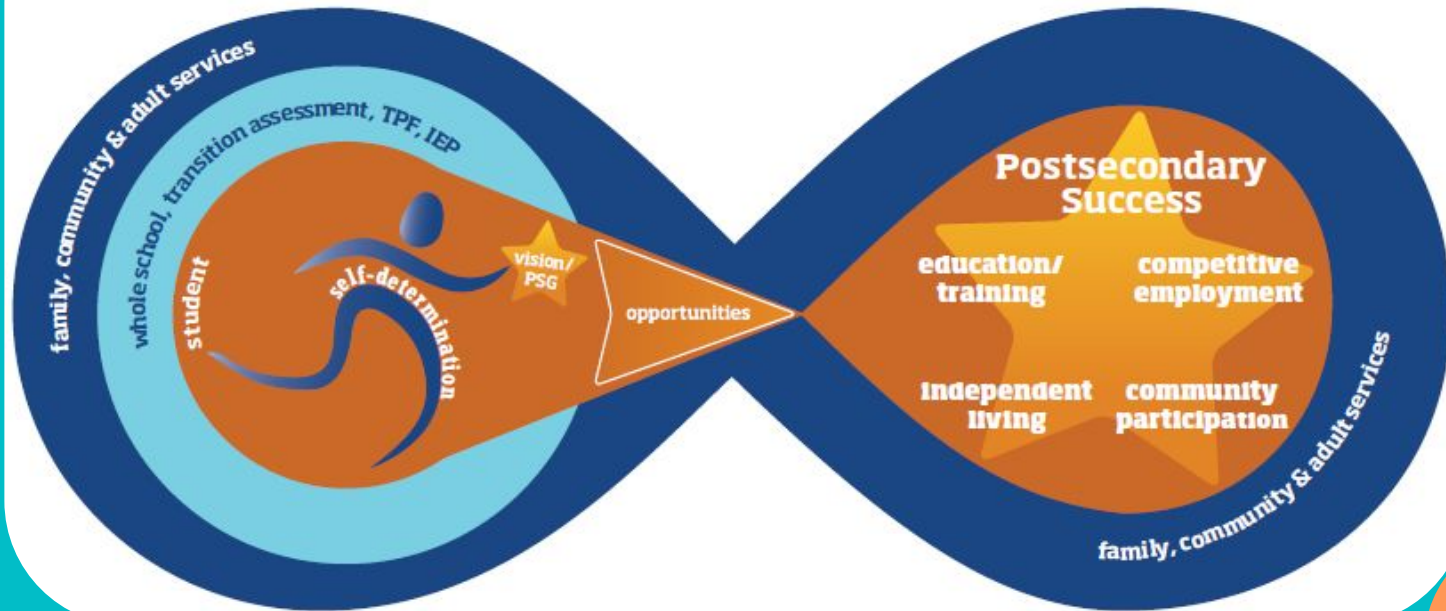 family, community & adult services
whole school, transition assessment, TPF, IEP
student
self-determination
vision/
PSG
opportunities
Postsecondary
Success
education/
training
competitive
employment
independent
living
community
participation
family, community & adult services